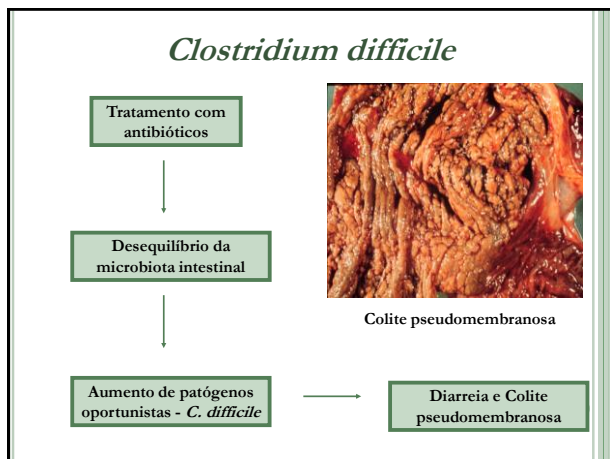 Clostridium difficile
Tratamento com
antibióticos
Desequilíbrio da
microbiota intestinal
Colite pseudomembranosa
Aumento de patógenos
oportunistas - C. difficile
Diarreia e Colite
pseudomembranosa